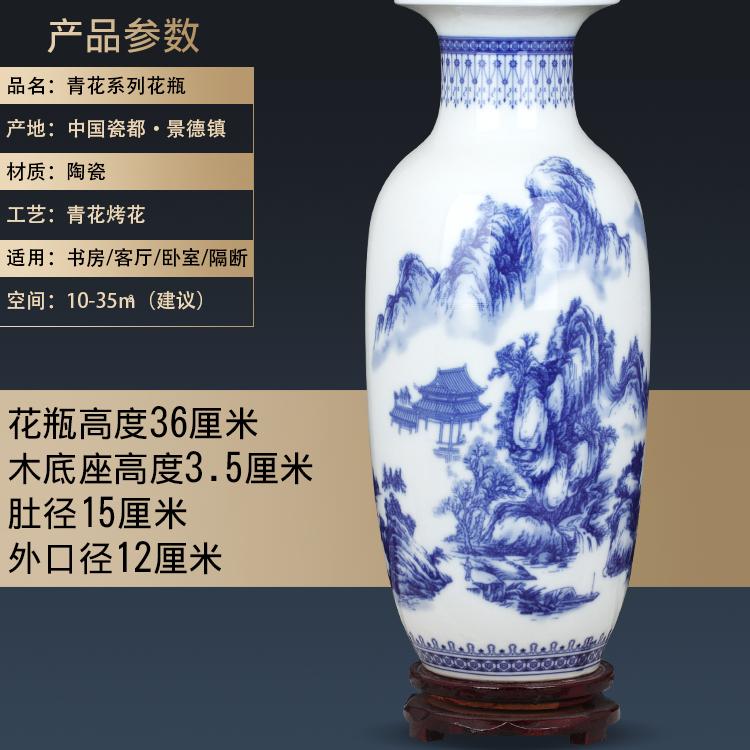 产品参数
品名：青花系列花瓶
产地：中国瓷都·景德镇
材质：陶瓷
工艺：青花烤花
适用：书房/客厅/卧室/隔断
空间：10-35㎡（建议）
花瓶高度36厘米
木底座高度3.5厘米
肚径15厘米
外口径12厘米